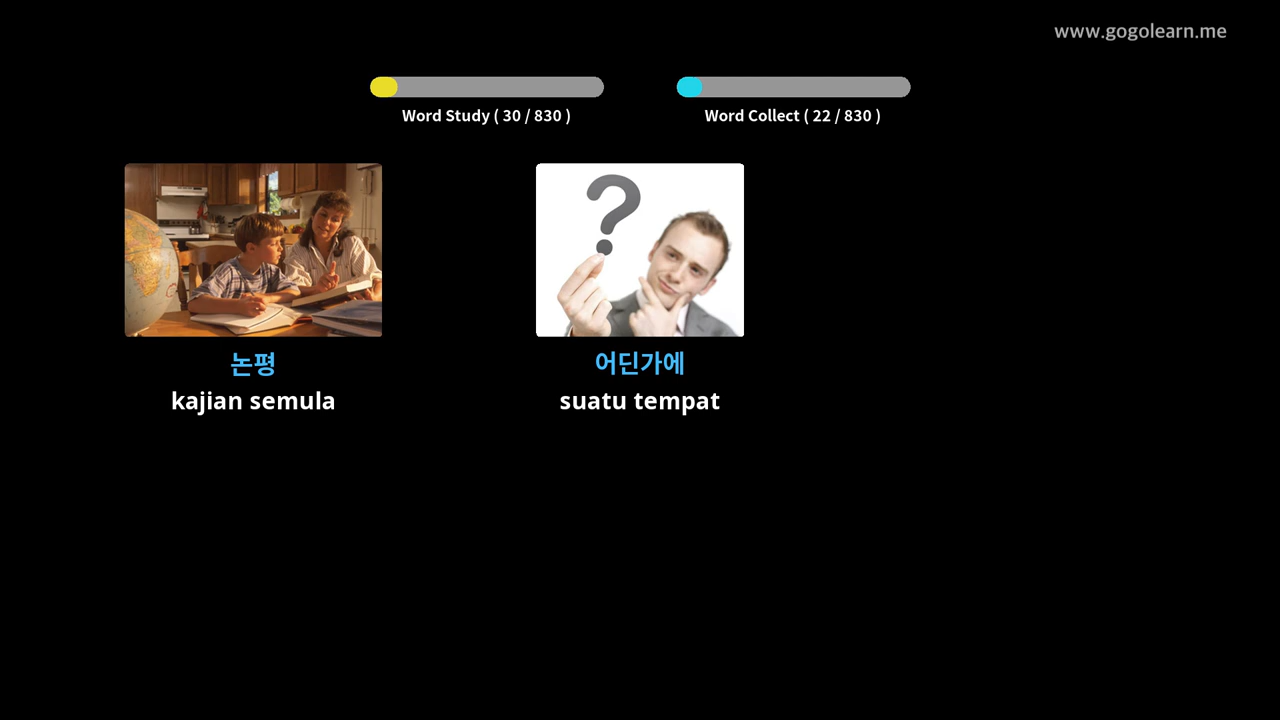 www.gogolearn.me
Word Study ( 30 / 830 )
Word Collect ( 22 / 830 )
논평
kajian semula
어딘가에
suatu tempat